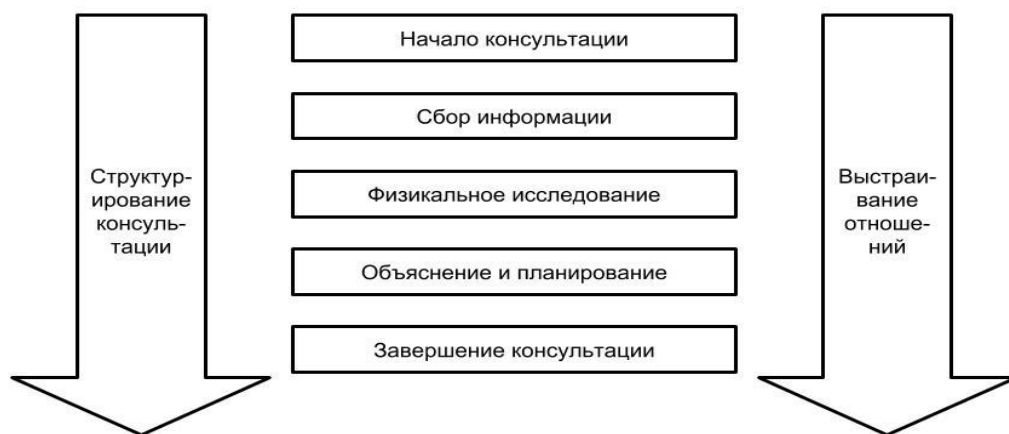 Структур-
ирование
консуль-
тации
Начало консультации
Сбор информации
Физикальное исследование
Объяснение и планирование
Завершение консультации
Выстраи-
вание
отноше-
ний